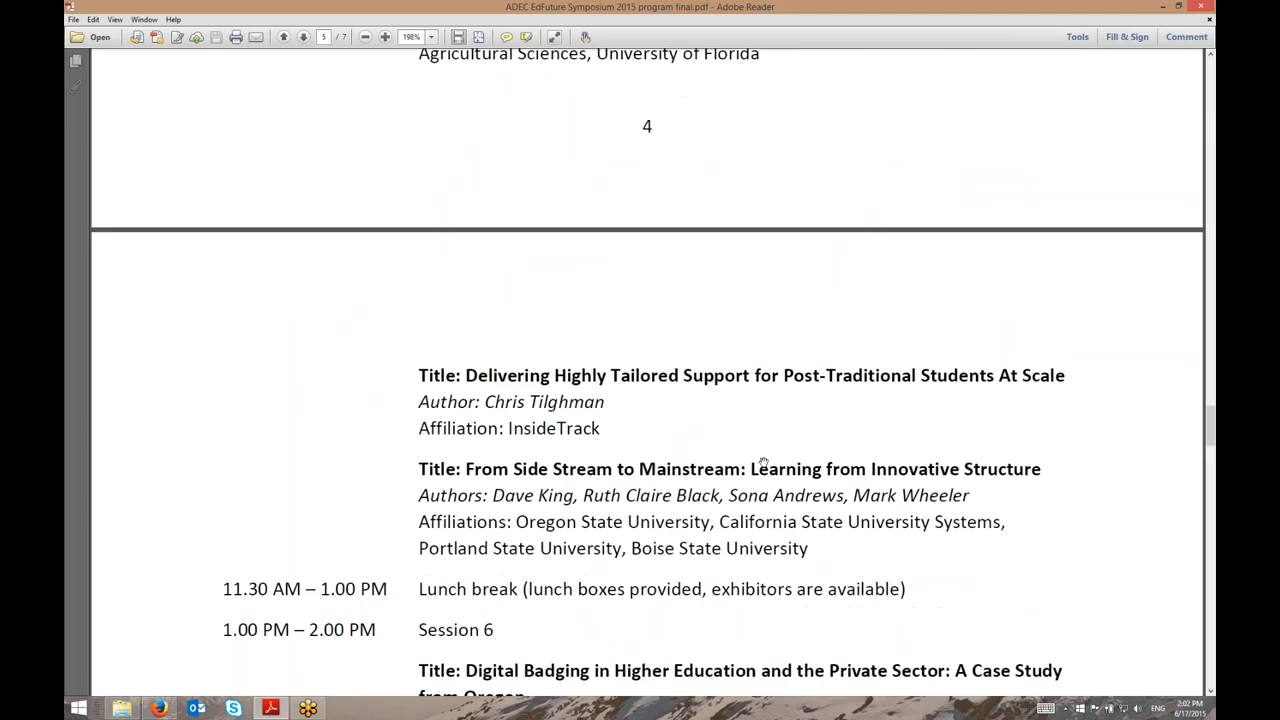 ADEC EdFuture Symposium 2015 program final.pdf - Adobe Reader
File Edit View Window Help
Open 5 / 7 198% Tools Fill & Sign Comment
Agricultural Sciences, University of Florida
4
Title: Delivering Highly Tailored Support for Post-Traditional Students At Scale
Author: Chris Tilghman
Affiliation: InsideTrack
Title: From Side Stream to Mainstream: Learning from Innovative Structure
Authors: Dave King, Ruth Claire Black, Sona Andrews, Mark Wheeler
Affiliations: Oregon State University, California State University Systems,
Portland State University, Boise State University
11.30 AM – 1.00 PM Lunch break (lunch boxes provided, exhibitors are available)
1.00 PM – 2.00 PM Session 6
Title: Digital Badging in Higher Education and the Private Sector: A Case Study
from Oregon
ENG 2:02 PM
6/17/2015